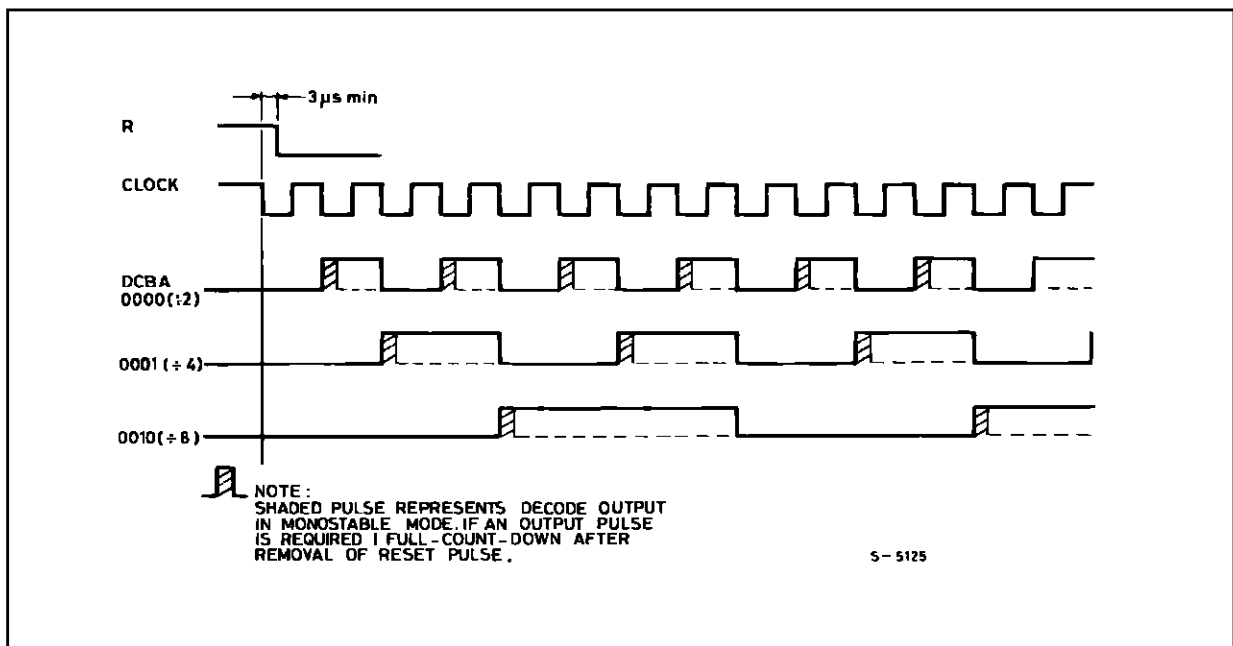 3µs min
R
CLOCK
DCBA
0000(÷2)
0001(÷4)
0010(÷8)
NOTE:
SHADED PULSE REPRESENTS DECODE OUTPUT
IN MONOSTABLE MODE. IF AN OUTPUT PULSE
IS REQUIRED I FULL-COUNT-DOWN AFTER
REMOVAL OF RESET PULSE.
S-5125